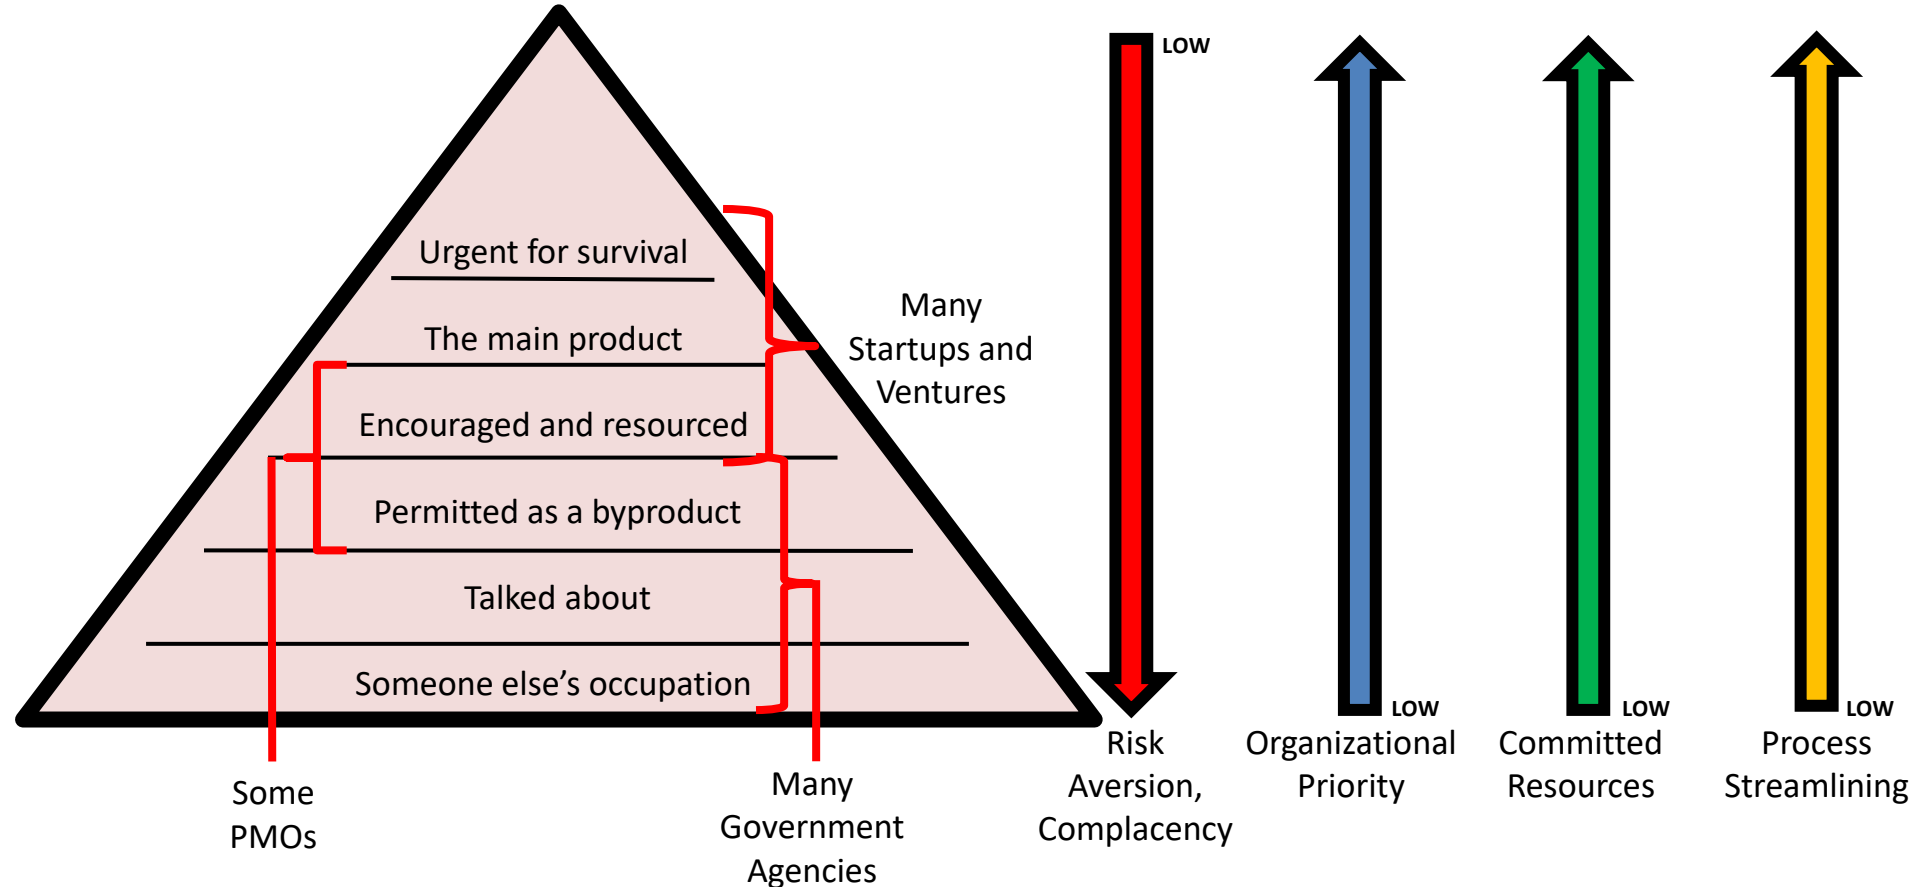 LOW
Urgent for survival
The main product
Many
Startups and
Ventures
Encouraged and resourced
Permitted as a byproduct
Talked about
Someone else’s occupation
LOW
LOW
LOW
Some
PMOs
Many
Government
Agencies
Risk
Aversion,
Complacency
Organizational
Priority
Committed
Resources
Process
Streamlining